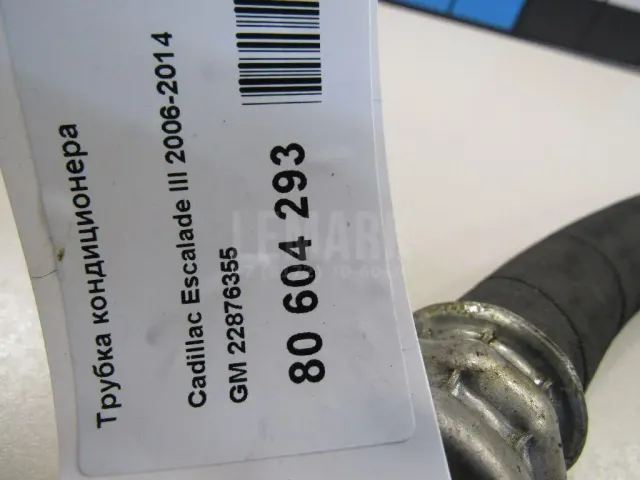 Трубка кондиционера
Cadillac Escalade III 2006-2014
GM 22876355
80 604 293